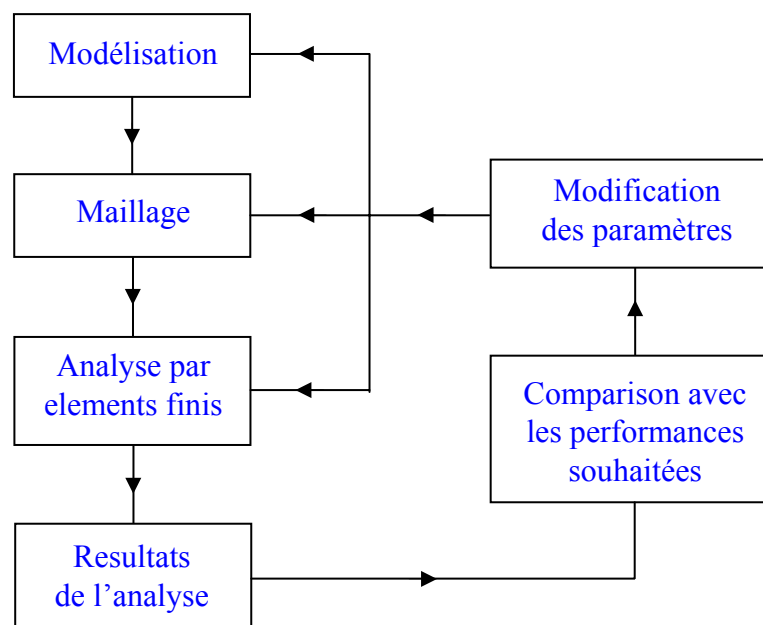 Modélisation
Maillage
Analyse par
elements finis
Resultats
de l’analyse
Modification
des paramètres
Comparison avec
les performances
souhaitées